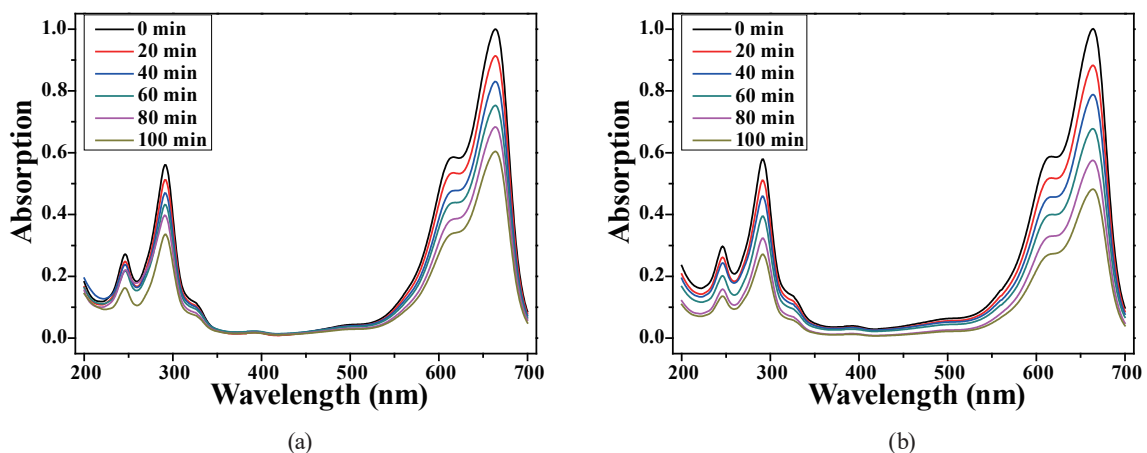 0 min
20 min
40 min
60 min
80 min
100 min
1.0
0.8
0.6
0.4
0.2
0.0
Absorption
200 300 400 500 600 700
Wavelength (nm)
(a)
0 min
20 min
40 min
60 min
80 min
100 min
1.0
0.8
0.6
0.4
0.2
0.0
Absorption
200 300 400 500 600 700
Wavelength (nm)
(b)